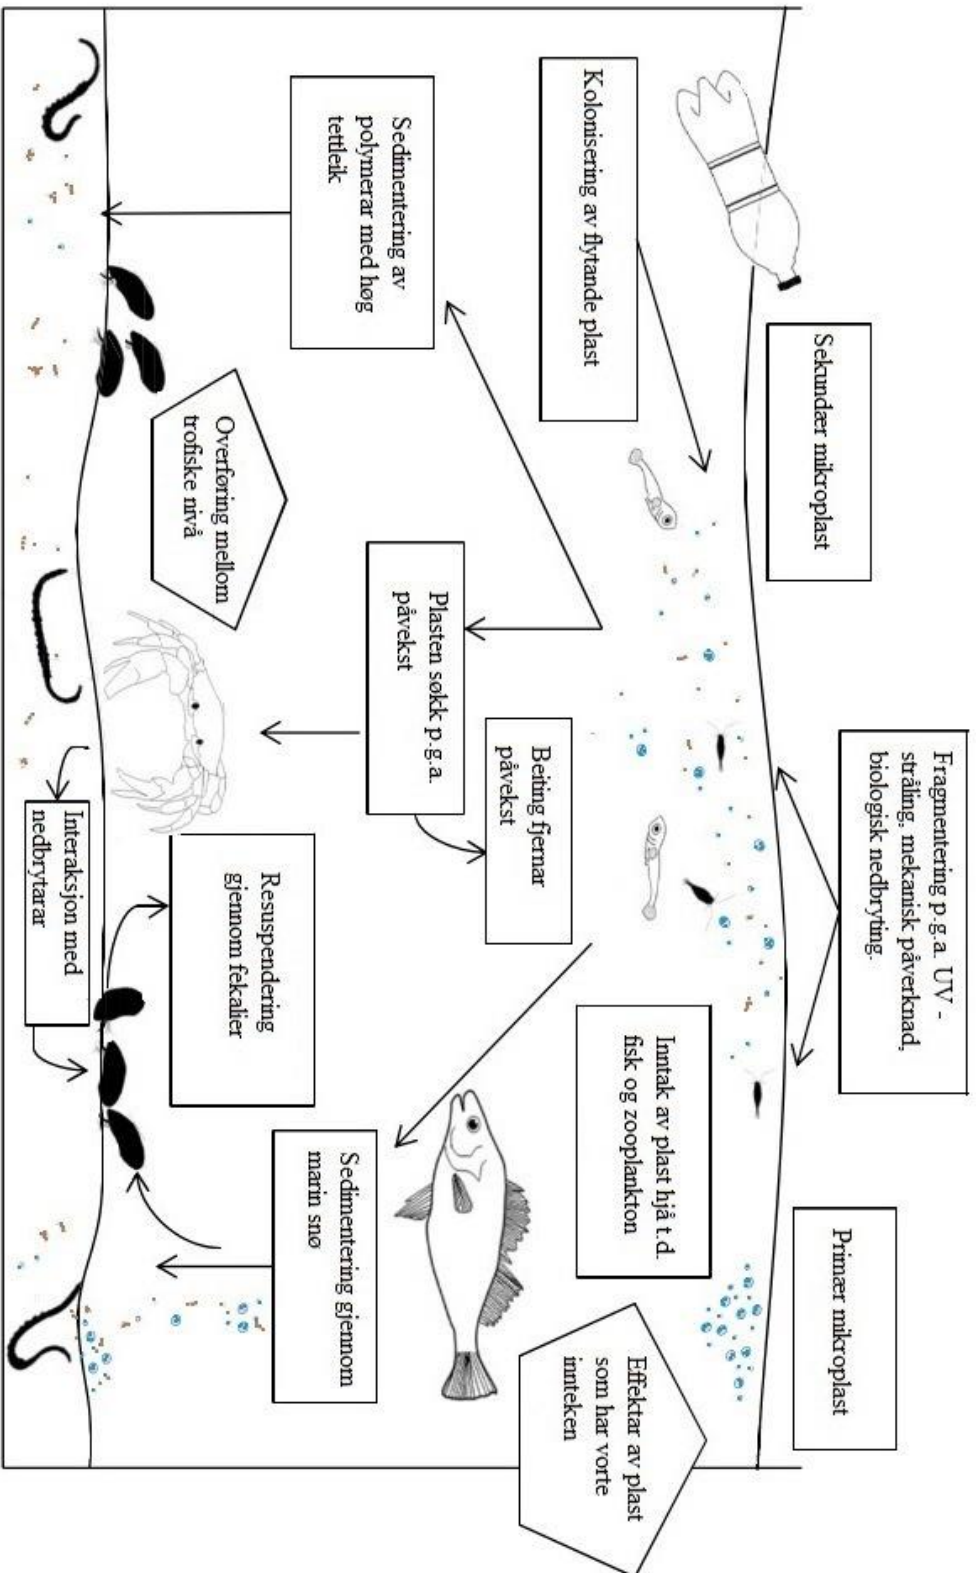 Sekundær mikroplast
Fragmentering p.g.a. UV -
stråling, mekanisk påverknad,
biologisk nedbryting.
Primær mikroplast
Kolonisering av flytande plast
Inntak av plast hjå t.d.
fisk og zooplankton
Effektar av plast
som har vorte
innteken
Beiting fjernar
påvekst
Sedimentering av
polymerar med høg
tettleik
Plasten søkk p.g.a.
påvekst
Sedimentering gjennom
marin snø
Overføring mellom
trofiske nivå
Resuspendering
gjennom fekalier
Interaksjon med
nedbrytarar